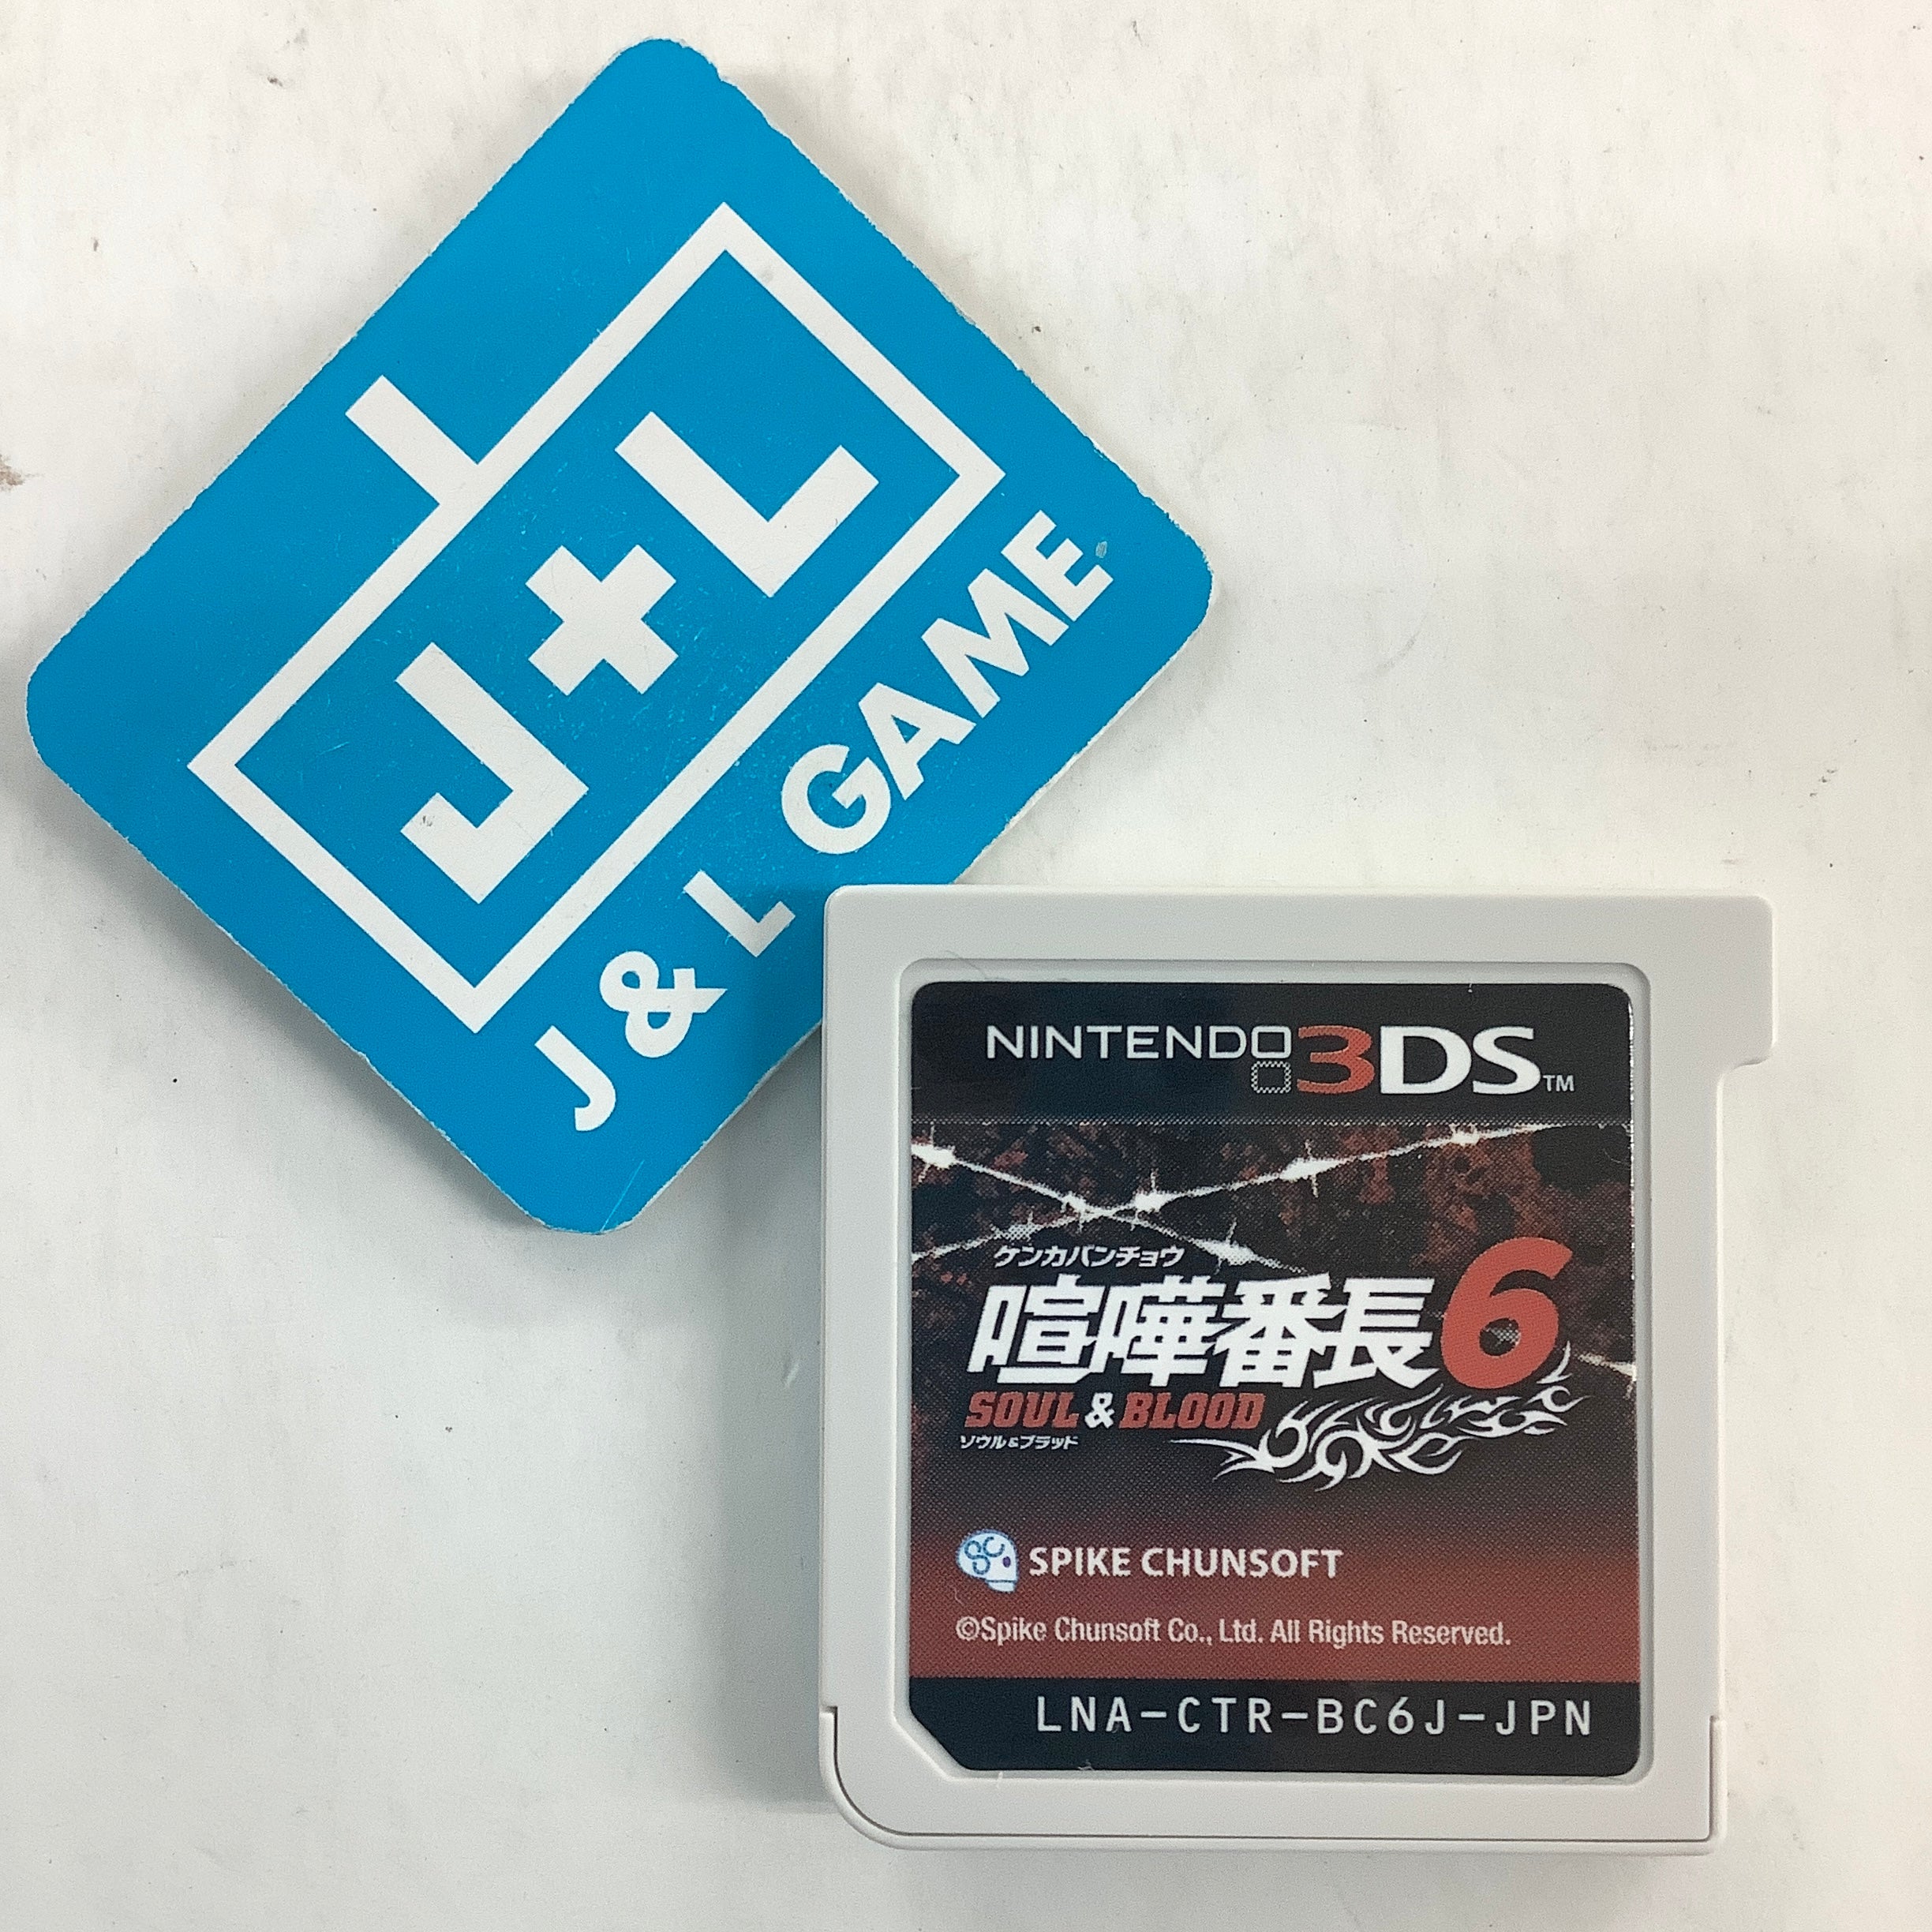 J+L
J & L GAME
NINTENDO 3DS™
ケンカバンチョウ
喧嘩番長6
SOUL & BLOOD
ソウル&ブラッド
SC
SPIKE CHUNSOFT
©Spike Chunsoft Co., Ltd. All Rights Reserved.
LNA-CTR-BC6J-JPN